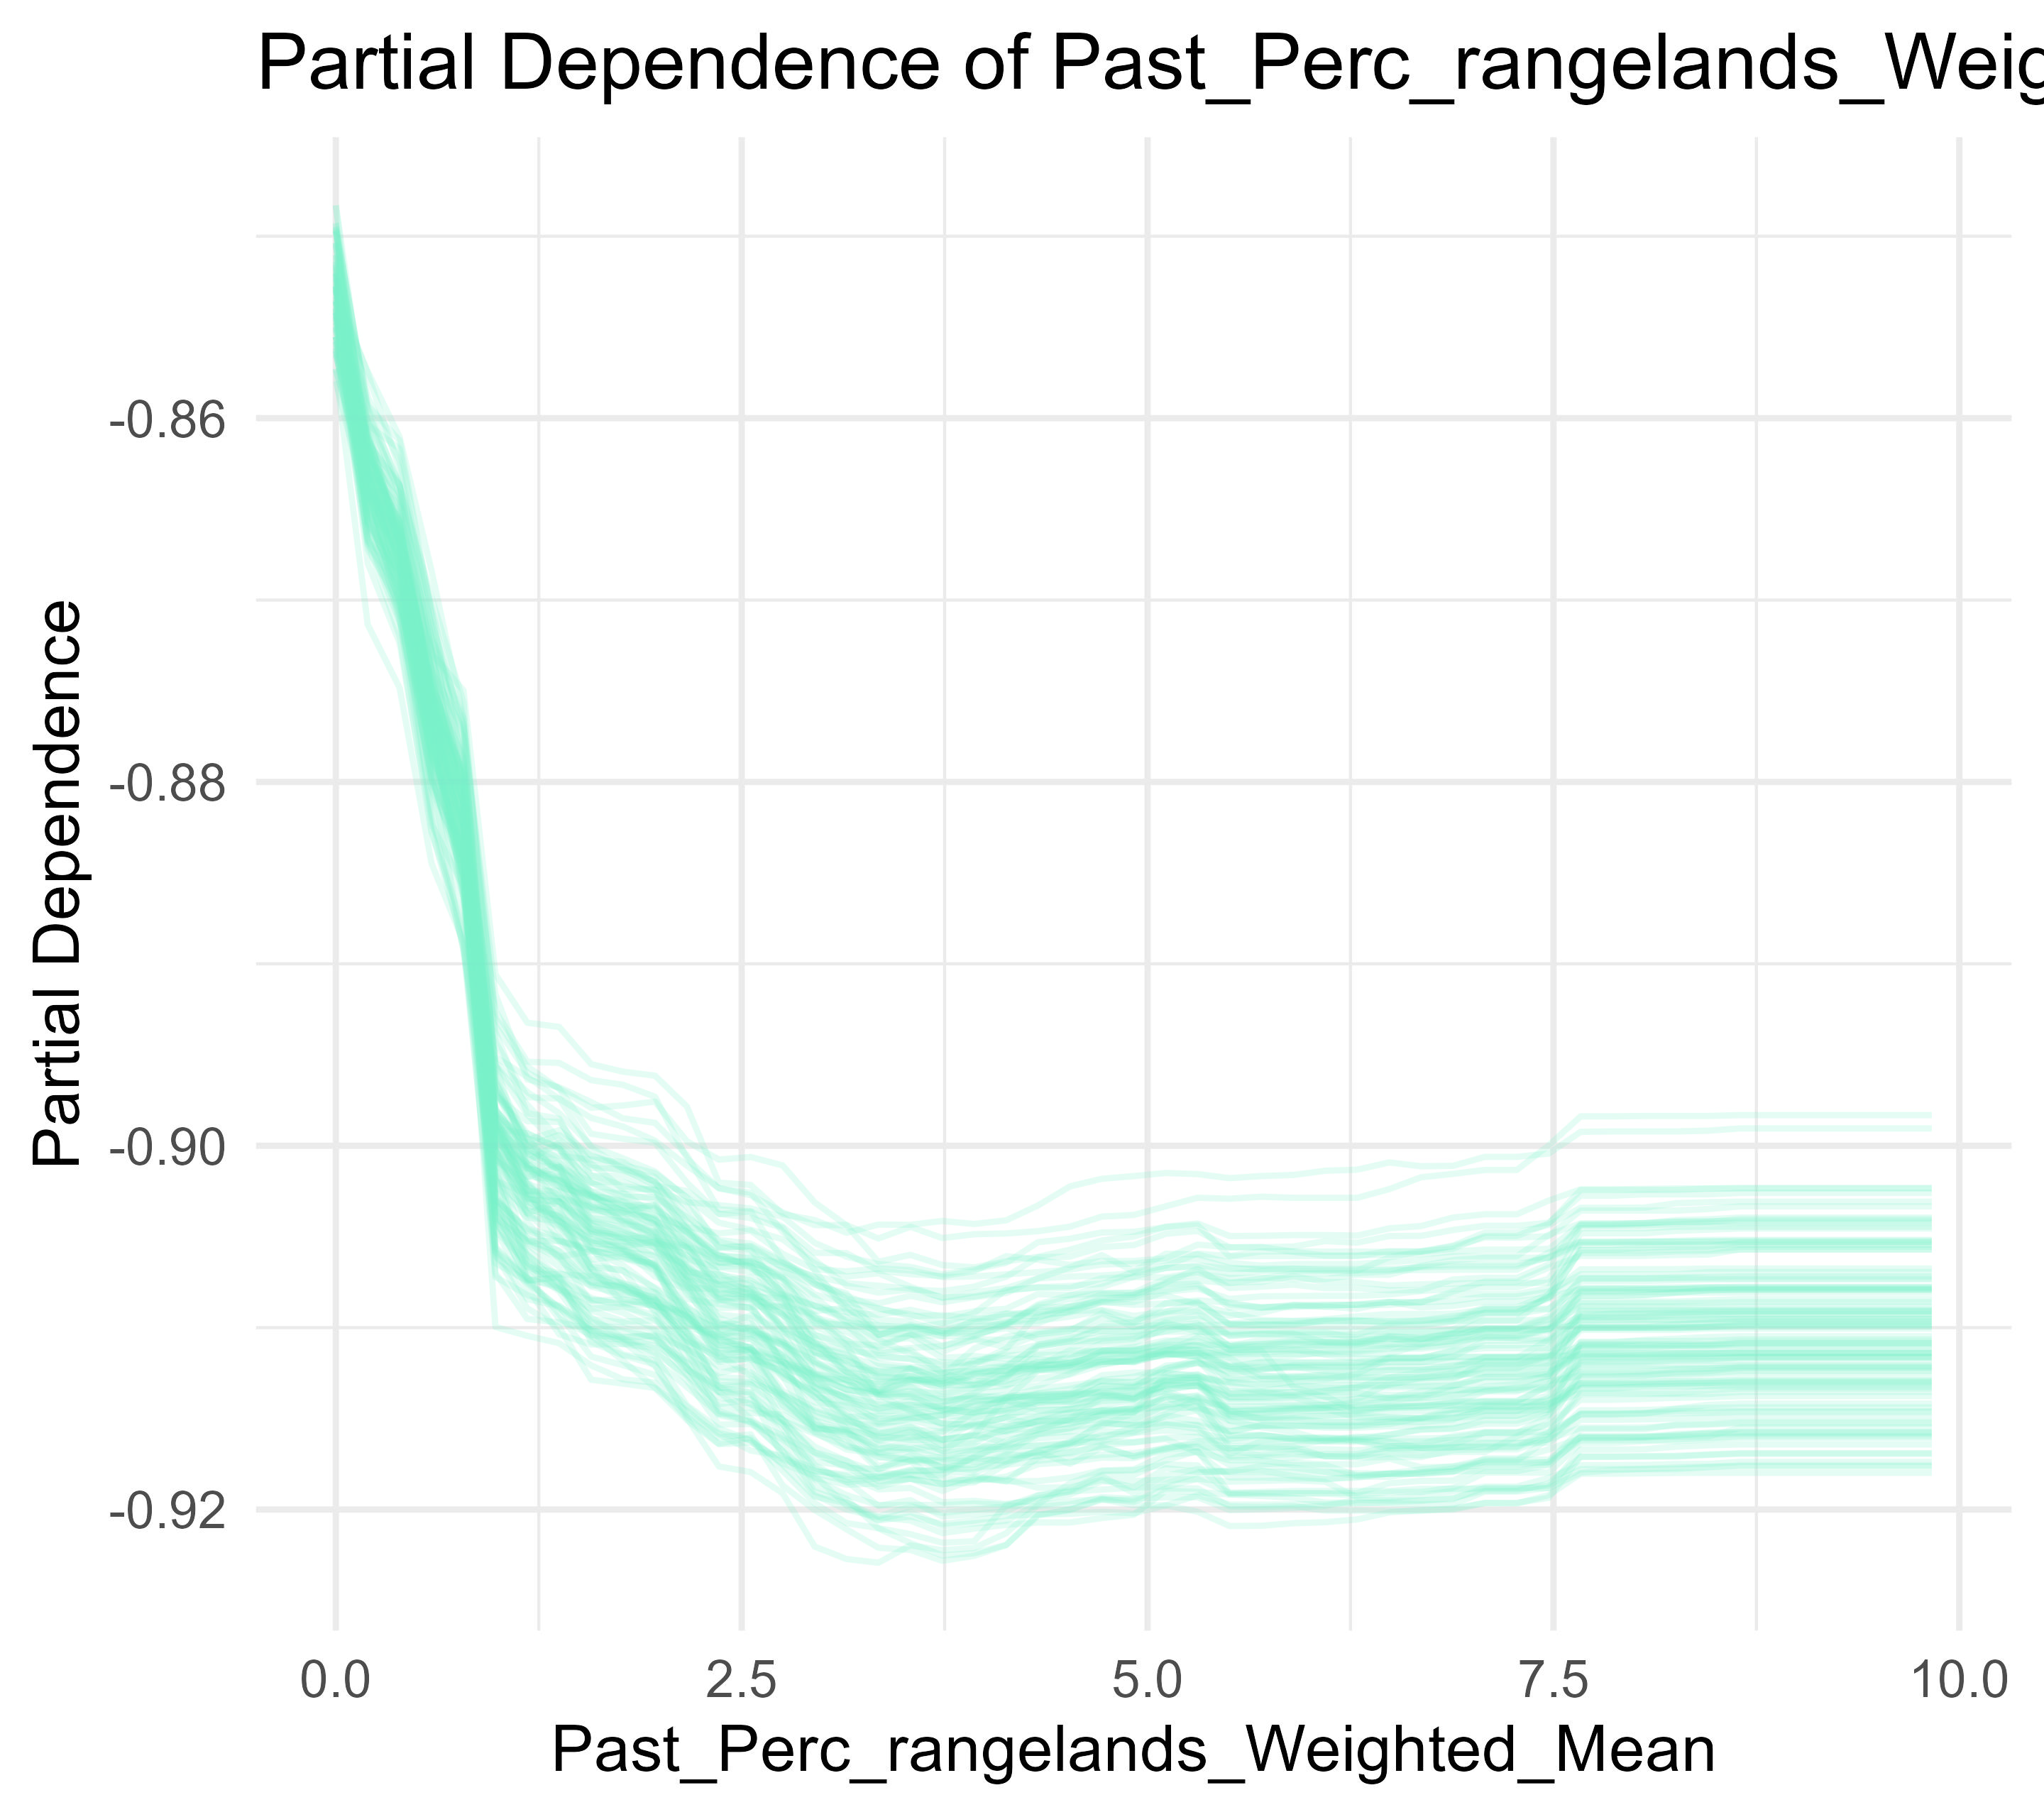 Partial Dependence of Past_Perc_rangelands_Weig
Partial Dependence
-0.86
-0.88
-0.90
-0.92
0.0 2.5 5.0 7.5 10.0
Past_Perc_rangelands_Weighted_Mean